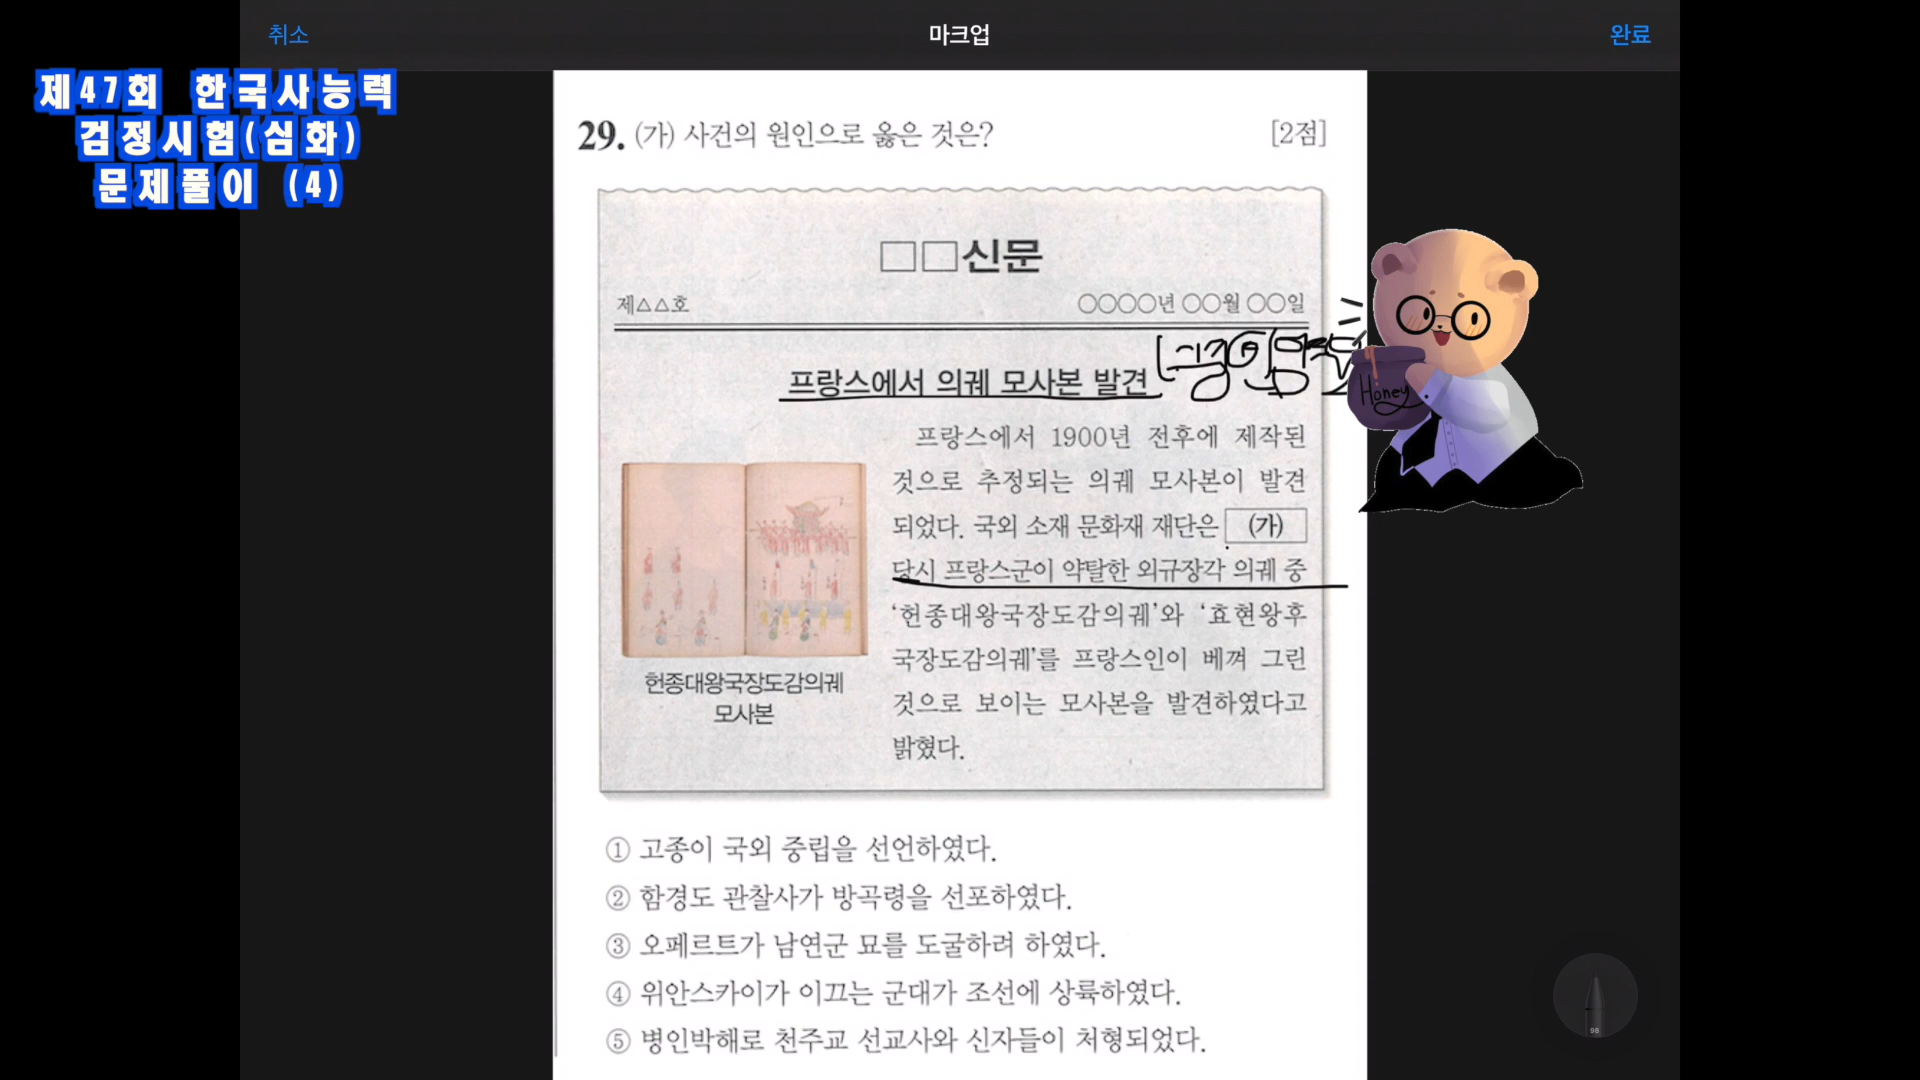 취소
마크업
완료
제47회 한국사능력
검정시험(심화)
문제풀이 (4)
29. (가) 사건의 원인으로 옳은 것은? [2점]
□□신문
제△△호 ○○○○년 ○○월 ○○일
프랑스에서 의궤 모사본 발견
프랑스에서 1900년 전후에 제작된
것으로 추정되는 의궤 모사본이 발견
되었다. 국외 소재 문화재 재단은 (가)
당시 프랑스군이 약탈한 외규장각 의궤 중
‘헌종대왕국장도감의궤’와 ‘효현왕후
국장도감의궤’를 프랑스인이 베껴 그린
것으로 보이는 모사본을 발견하였다고
밝혔다.
헌종대왕국장도감의궤
모사본
Honey
① 고종이 국외 중립을 선언하였다.
② 함경도 관찰사가 방곡령을 선포하였다.
③ 오페르트가 남연군 묘를 도굴하려 하였다.
④ 위안스카이가 이끄는 군대가 조선에 상륙하였다.
⑤ 병인박해로 천주교 선교사와 신자들이 처형되었다.
98